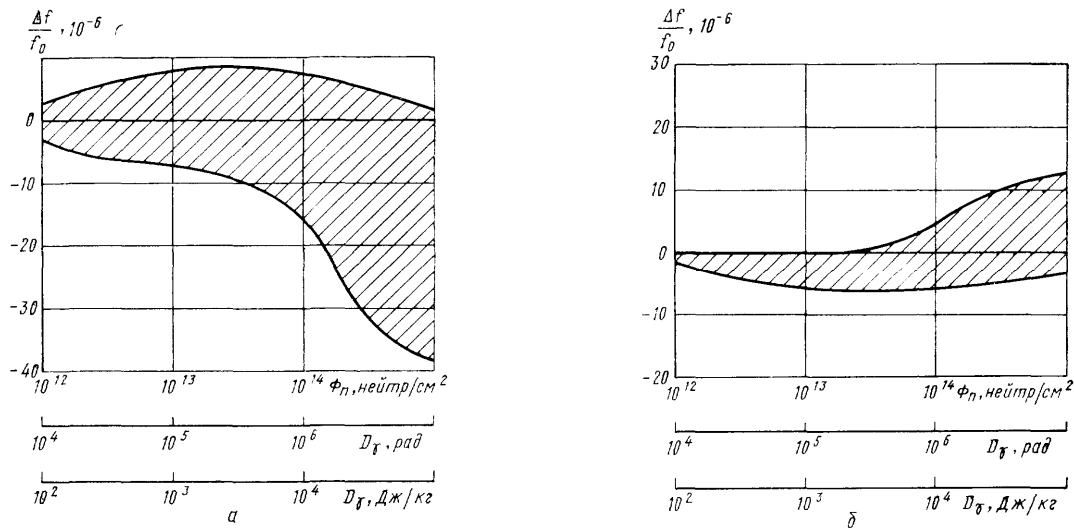 Δf/f₀, 10⁻⁶
0
-10
-20
-30
-40
10¹² 10¹³ 10¹⁴ Φₙ, нейтр/см²
10⁴ 10⁵ 10⁶ Dᵧ, рад
10² 10³ 10⁴ Dᵧ, Дж/кг
а
Δf/f₀, 10⁻⁶
30
20
10
0
-10
-20
10¹² 10¹³ 10¹⁴ Φₙ, нейтр/см²
10⁴ 10⁵ 10⁶ Dᵧ, рад
10² 10³ 10⁴ Dᵧ, Дж/кг
б